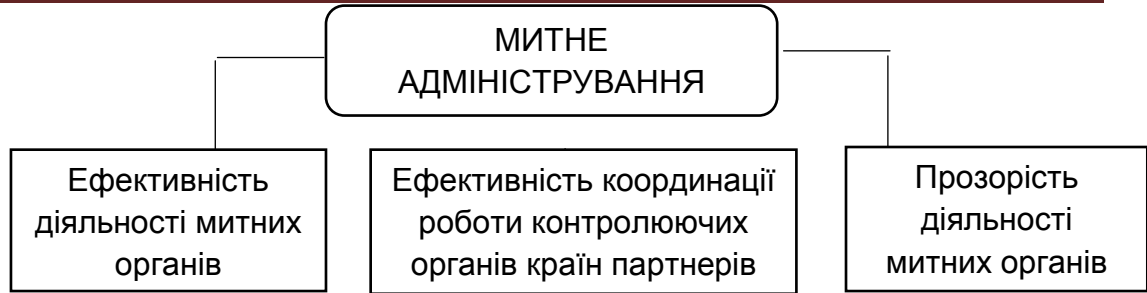 МИТНЕ
АДМІНІСТРУВАННЯ
Ефективність
діяльності митних
органів
Ефективність координації
роботи контролюючих
органів країн партнерів
Прозорість
діяльності
митних органів